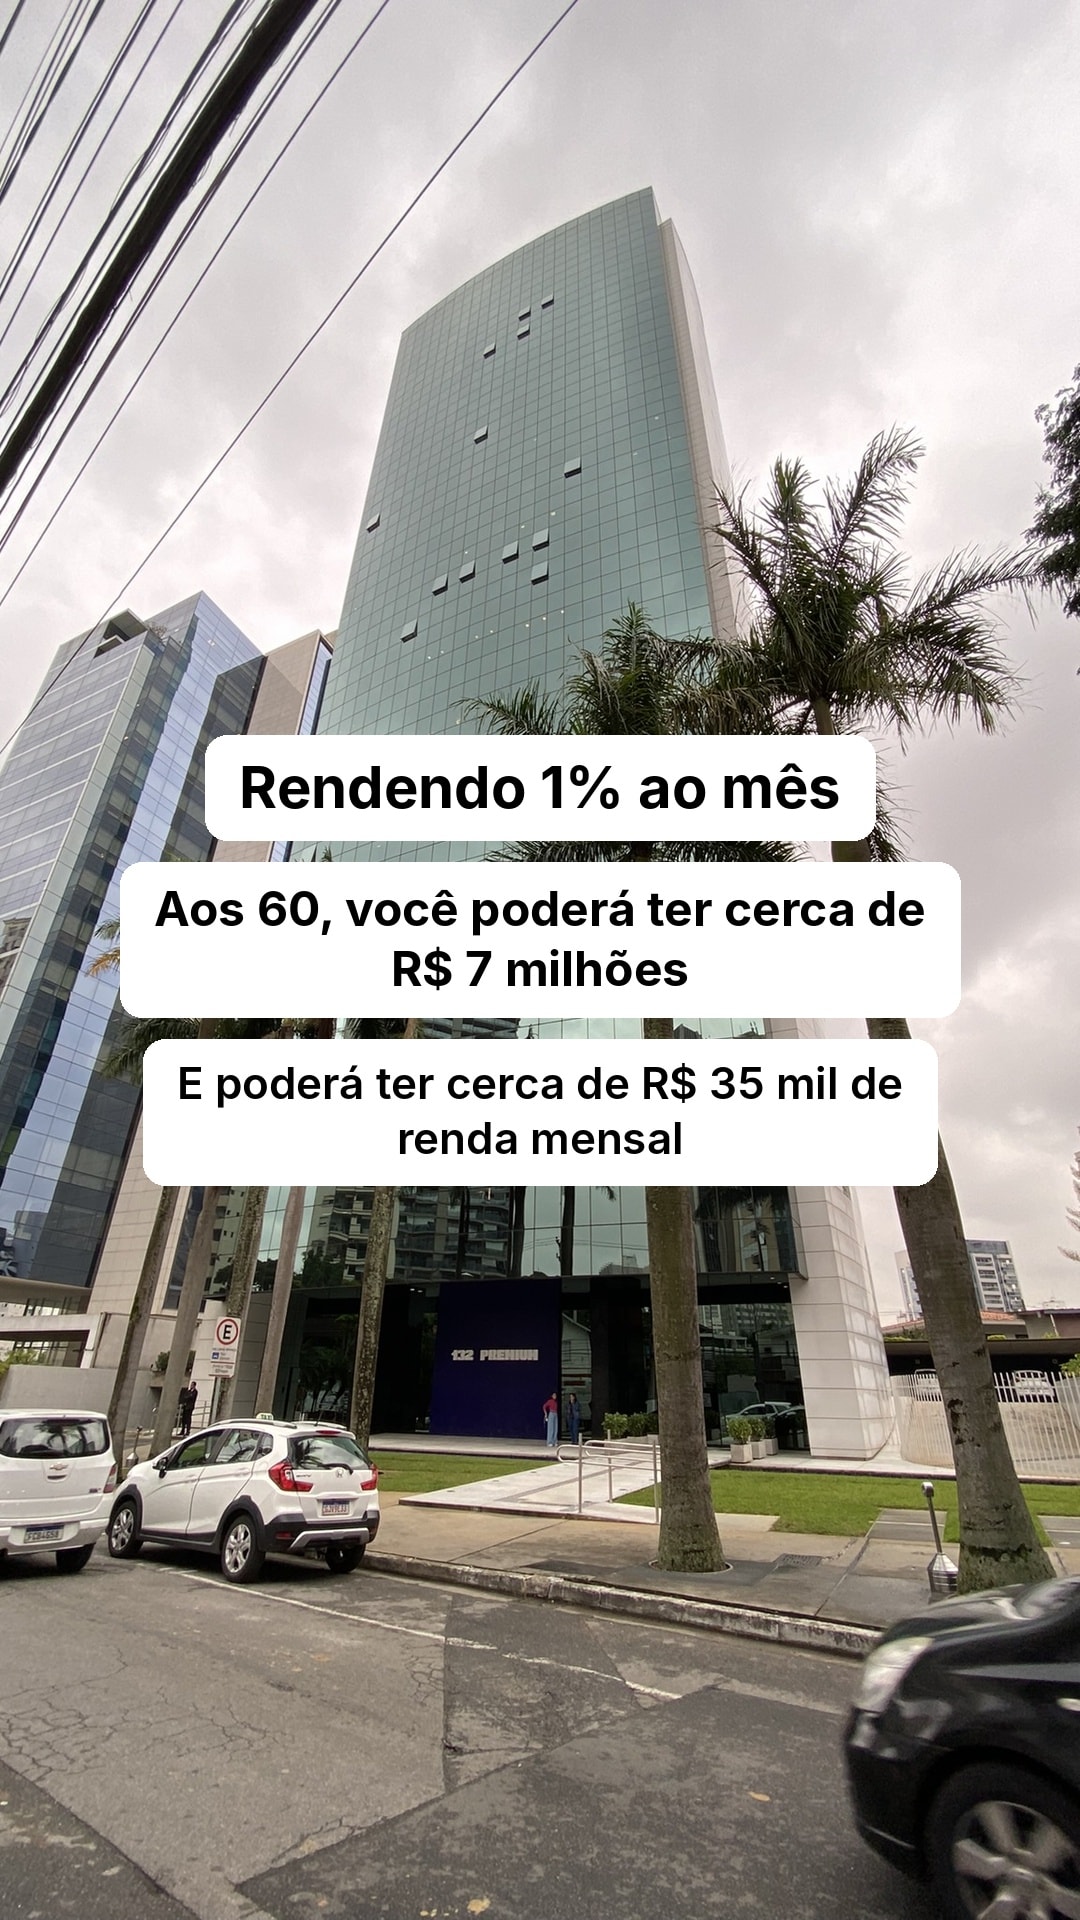 Rendendo 1% ao mês
Aos 60, você poderá ter cerca de
R$ 7 milhões
E poderá ter cerca de R$ 35 mil de
renda mensal
E
132 PREMIUM
TAXI